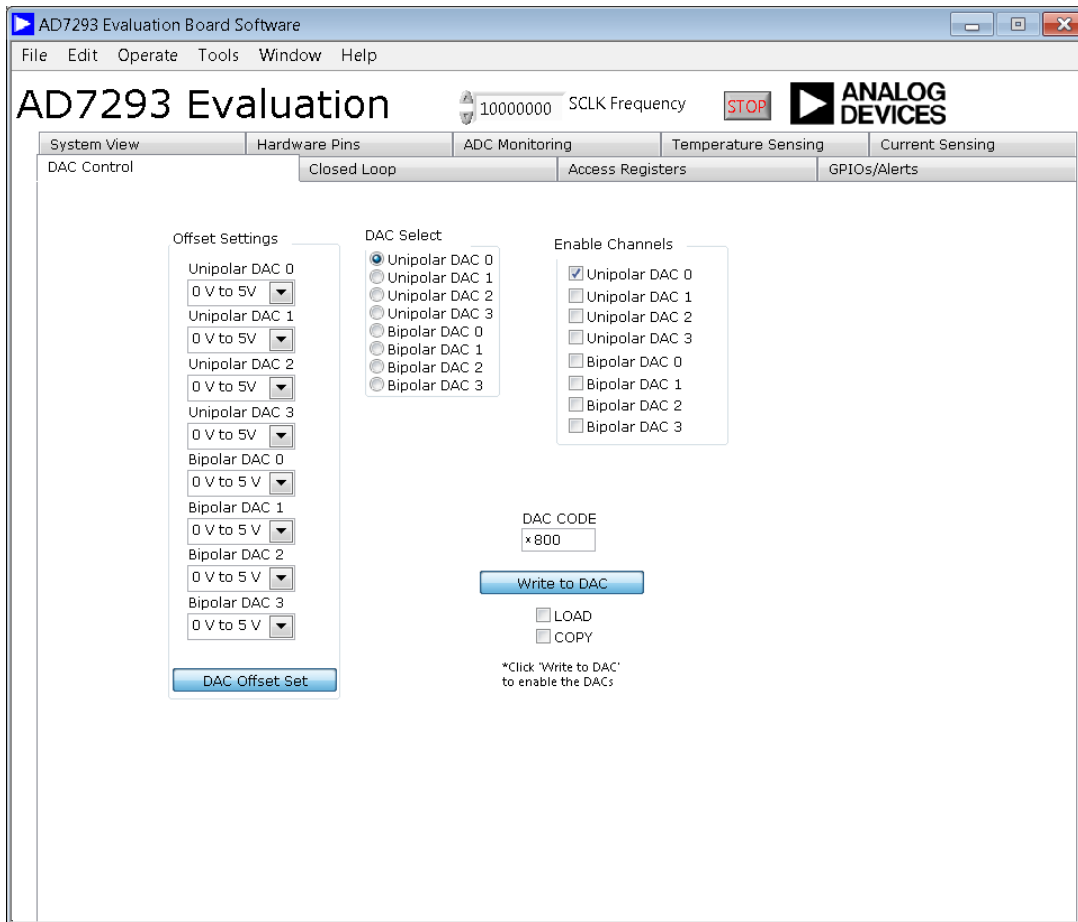 AD7293 Evaluation Board Software
File Edit Operate Tools Window Help
AD7293 Evaluation
10000000 SCLK Frequency
STOP
ANALOG
DEVICES
System View Hardware Pins ADC Monitoring Temperature Sensing Current Sensing
DAC Control Closed Loop Access Registers GPIOs/Alerts
Offset Settings
Unipolar DAC 0
0 V to 5V
Unipolar DAC 1
0 V to 5V
Unipolar DAC 2
0 V to 5V
Unipolar DAC 3
0 V to 5V
Bipolar DAC 0
0 V to 5 V
Bipolar DAC 1
0 V to 5 V
Bipolar DAC 2
0 V to 5 V
Bipolar DAC 3
0 V to 5 V
DAC Offset Set
DAC Select
Unipolar DAC 0
Unipolar DAC 1
Unipolar DAC 2
Unipolar DAC 3
Bipolar DAC 0
Bipolar DAC 1
Bipolar DAC 2
Bipolar DAC 3
Enable Channels
Unipolar DAC 0
Unipolar DAC 1
Unipolar DAC 2
Unipolar DAC 3
Bipolar DAC 0
Bipolar DAC 1
Bipolar DAC 2
Bipolar DAC 3
DAC CODE
x 800
Write to DAC
LOAD
COPY
*Click 'Write to DAC'
to enable the DACs